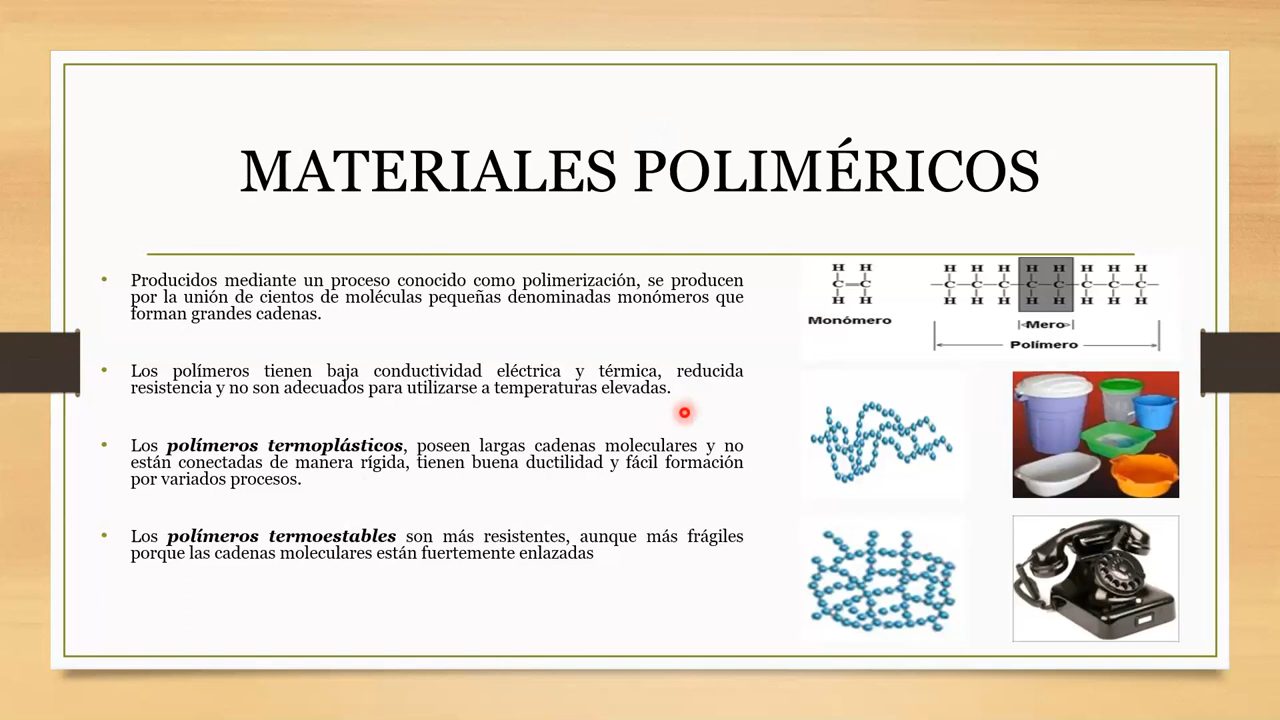 MATERIALES POLIMÉRICOS
• Producidos mediante un proceso conocido como polimerización, se producen
por la unión de cientos de moléculas pequeñas denominadas monómeros que
forman grandes cadenas.
• Los polímeros tienen baja conductividad eléctrica y térmica, reducida
resistencia y no son adecuados para utilizarse a temperaturas elevadas.
• Los polímeros termoplásticos, poseen largas cadenas moleculares y no
están conectadas de manera rígida, tienen buena ductilidad y fácil formación
por variados procesos.
• Los polímeros termoestables son más resistentes, aunque más frágiles
porque las cadenas moleculares están fuertemente enlazadas
H H
C=C
H H
Monómero
H H H H H H H H
—C—C—C—C—C—C—C—C—
H H H H H H H H
Mero
Polímero